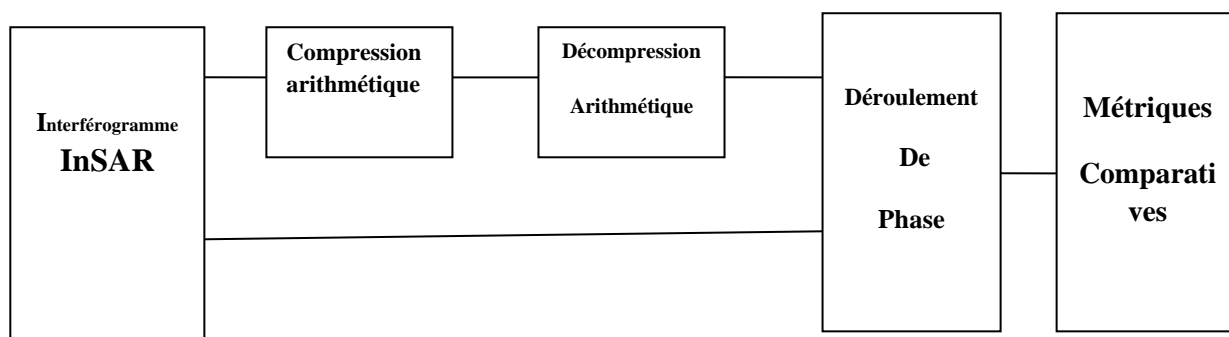 Interférogramme
InSAR
Compression
arithmétique
Décompression
Arithmétique
Déroulement
De
Phase
Métriques
Comparati
ves